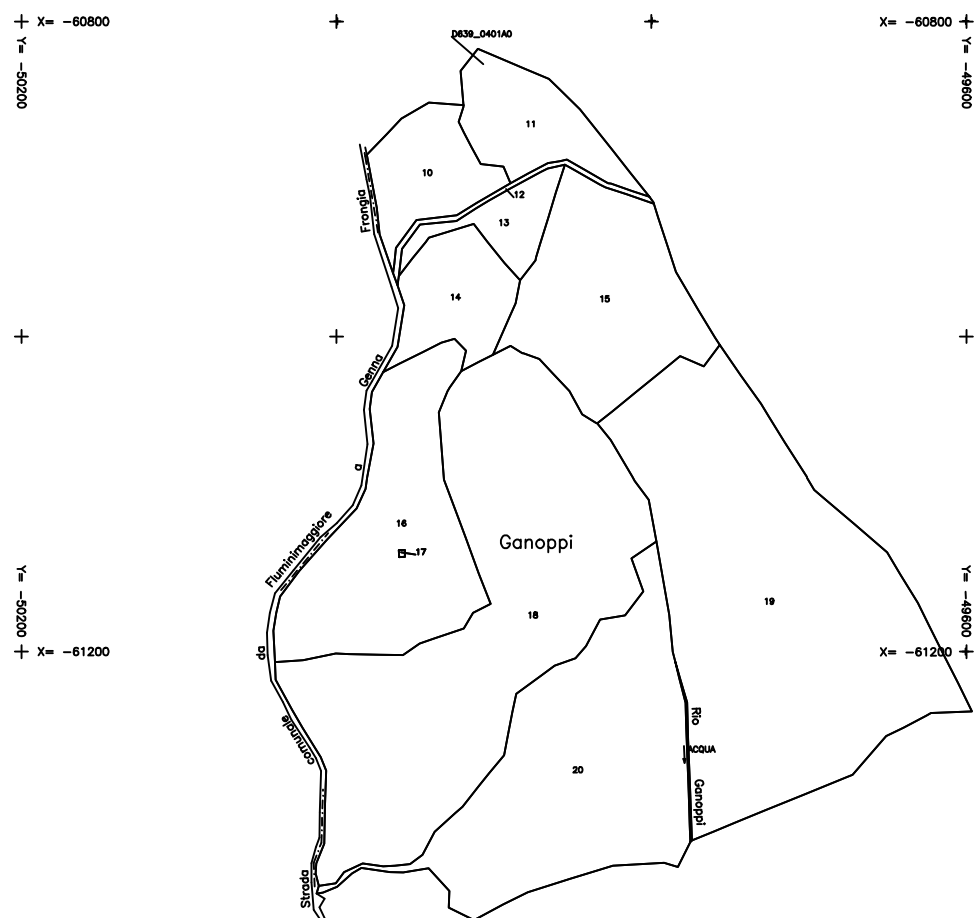 X= -60800
X= -60800
Y= -50200
Y= -49600
D639_0401A0
11
10
12
13
Frongia
14
15
Genna
a
16
17
Fluminimaggiore
Ganoppi
18
19
Y= -50200
Y= -49600
X= -61200
X= -61200
da
comunale
Rio
ACQUA
20
Ganoppi
Strada